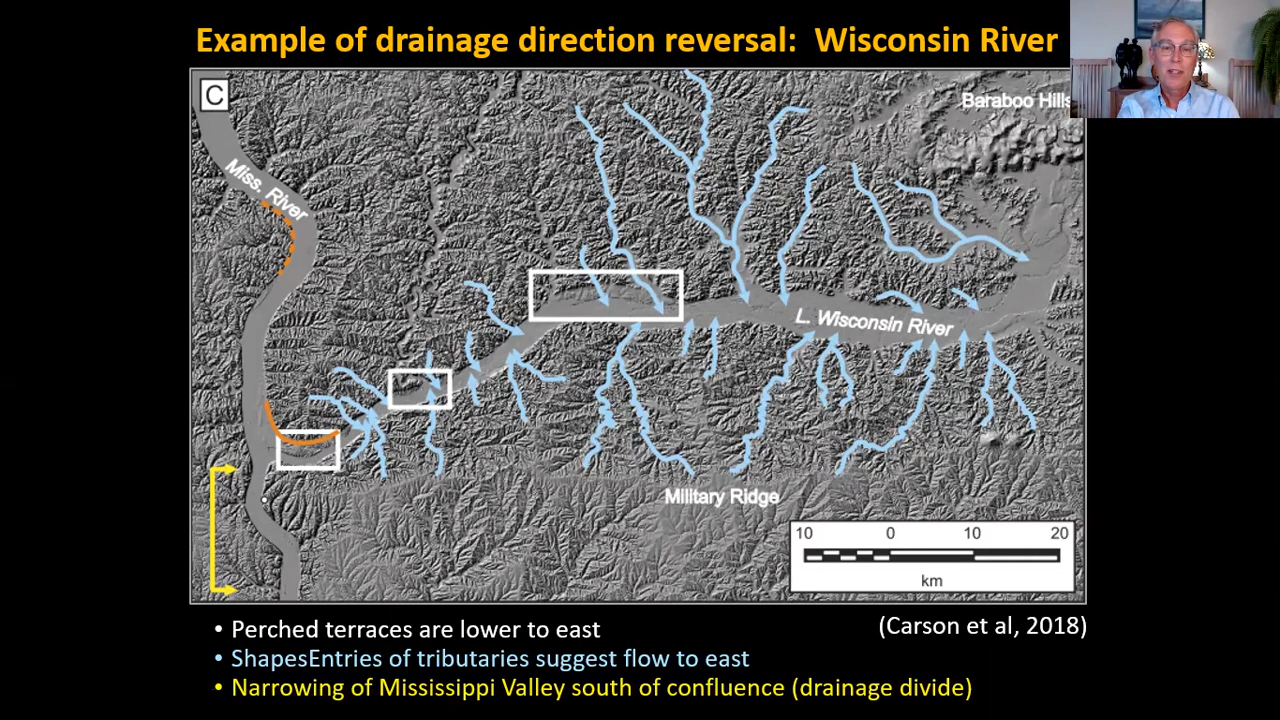 Example of drainage direction reversal:  Wisconsin River
C
Baraboo Hills
Miss. River
L. Wisconsin River
Military Ridge
10 0 10 20
km
• Perched terraces are lower to east
(Carson et al, 2018)
• ShapesEntries of tributaries suggest flow to east
• Narrowing of Mississippi Valley south of confluence (drainage divide)